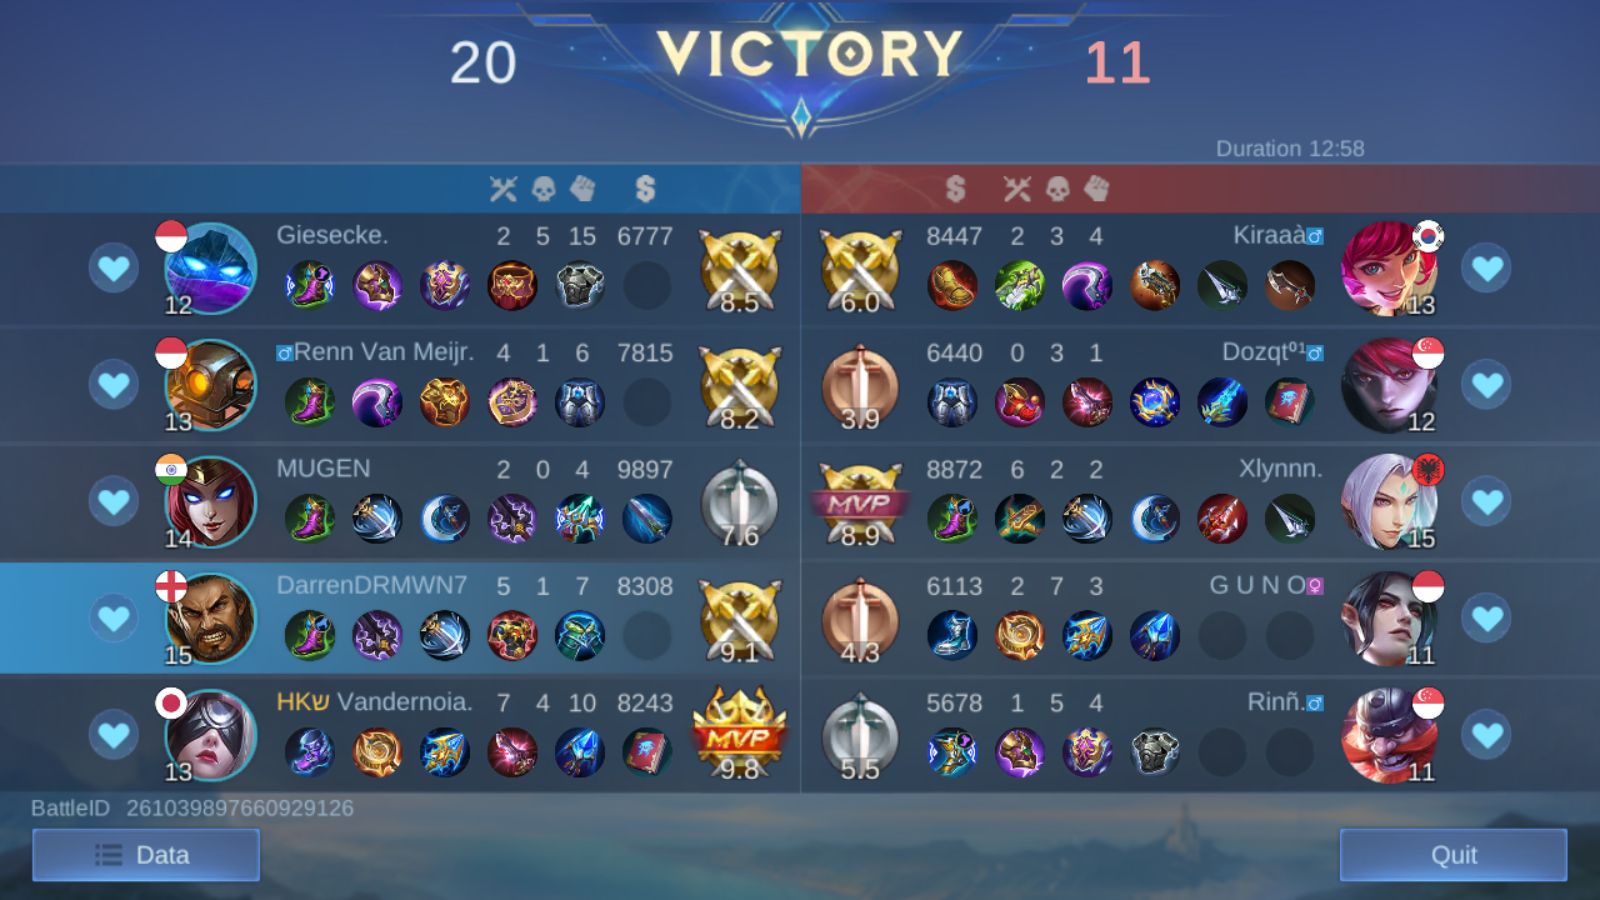 20 VICTORY 11
Duration 12:58
Giesecke. 2 5 15 6777
12 8.5
8447 2 3 4 Kiraaà♂
6.0 13
♂Renn Van Meijr. 4 1 6 7815
13 8.2
6440 0 3 1 Dozqt⁰¹♂
3.9 12
MUGEN 2 0 4 9897
14 7.6
8872 6 2 2 Xlynnn.
MVP
8.9 15
DarrenDRMWN7 5 1 7 8308
15 9.1
6113 2 7 3 G U N O♀
4.3 11
HKש Vandernoia. 7 4 10 8243
MVP
13 9.8
5678 1 5 4 Rinñ.♂
5.5 11
BattleID 261039897660929126
Data
Quit